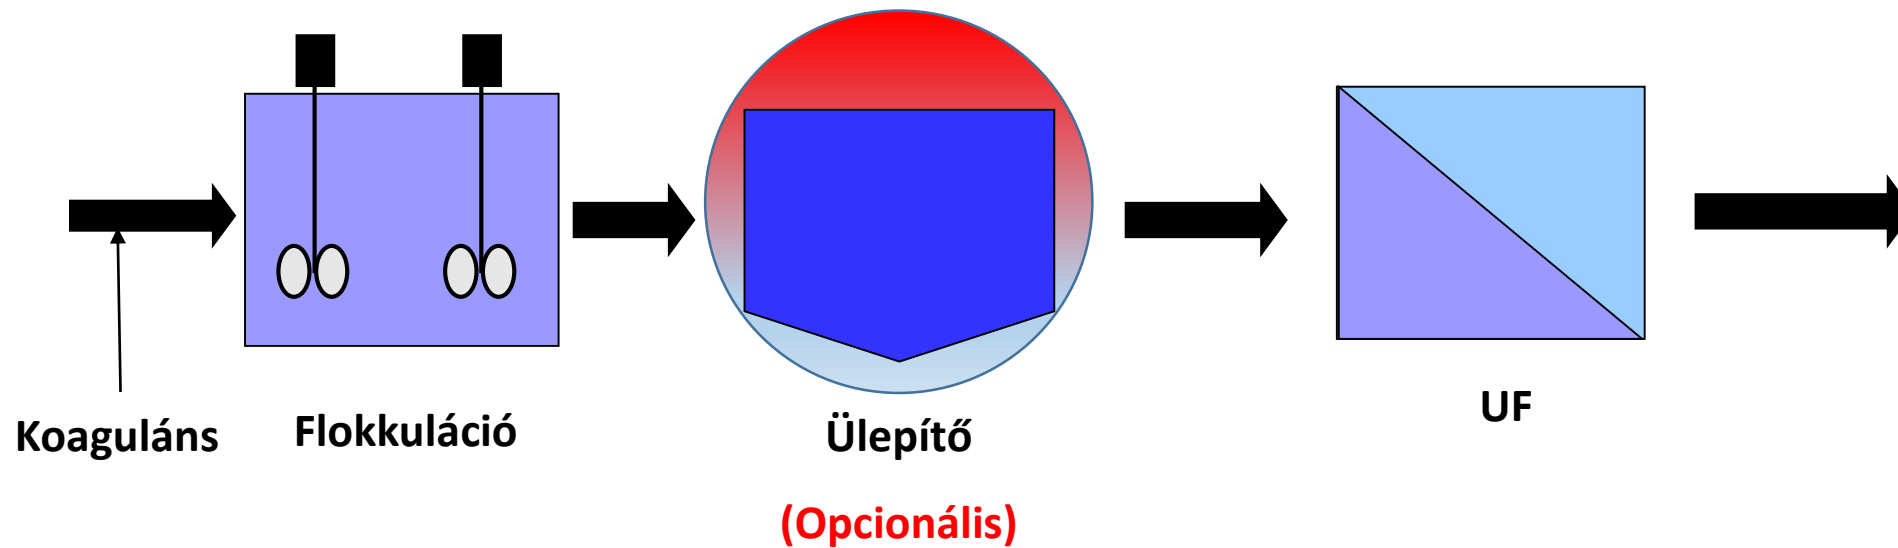 Koaguláns
Flokkuláció
Ülepítő
(Opcionális)
UF